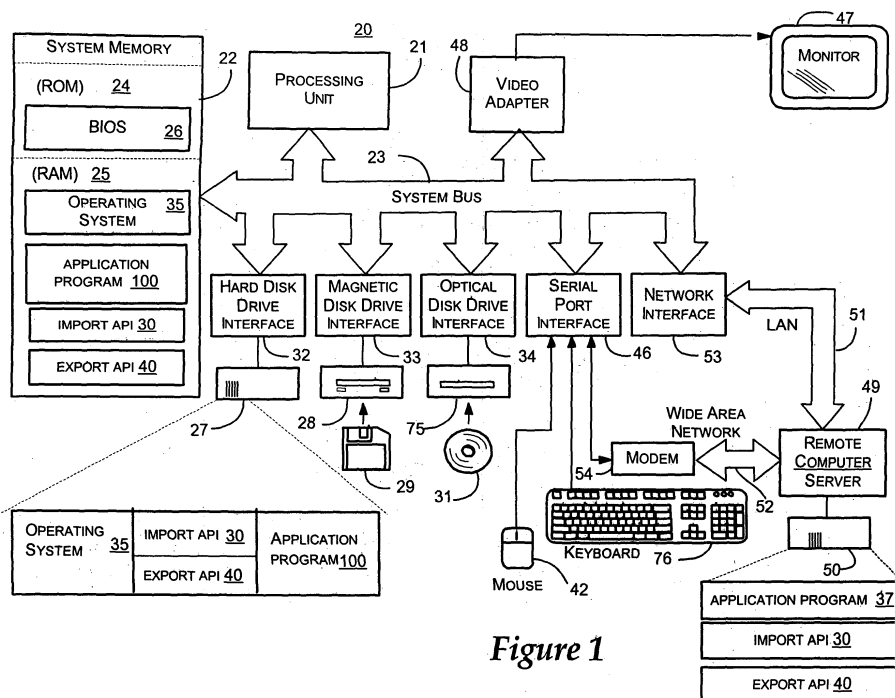 SYSTEM MEMORY
(ROM) 24
BIOS 26
(RAM) 25
OPERATING 35
SYSTEM
APPLICATION
PROGRAM 100
IMPORT API 30
EXPORT API 40
22
20
PROCESSING
UNIT
21
48
VIDEO
ADAPTER
47
MONITOR
23
SYSTEM BUS
HARD DISK
DRIVE
INTERFACE
32
MAGNETIC
DISK DRIVE
INTERFACE
33
OPTICAL
DISK DRIVE
INTERFACE
34
SERIAL
PORT
INTERFACE
46
NETWORK
INTERFACE
53
LAN
51
27
28
29
75
31
WIDE AREA
NETWORK
MODEM
54
52
49
REMOTE
COMPUTER
SERVER
50
KEYBOARD
76
MOUSE
42
OPERATING
SYSTEM 35
IMPORT API 30
EXPORT API 40
APPLICATION
PROGRAM 100
APPLICATION PROGRAM 37
IMPORT API 30
EXPORT API 40
Figure 1